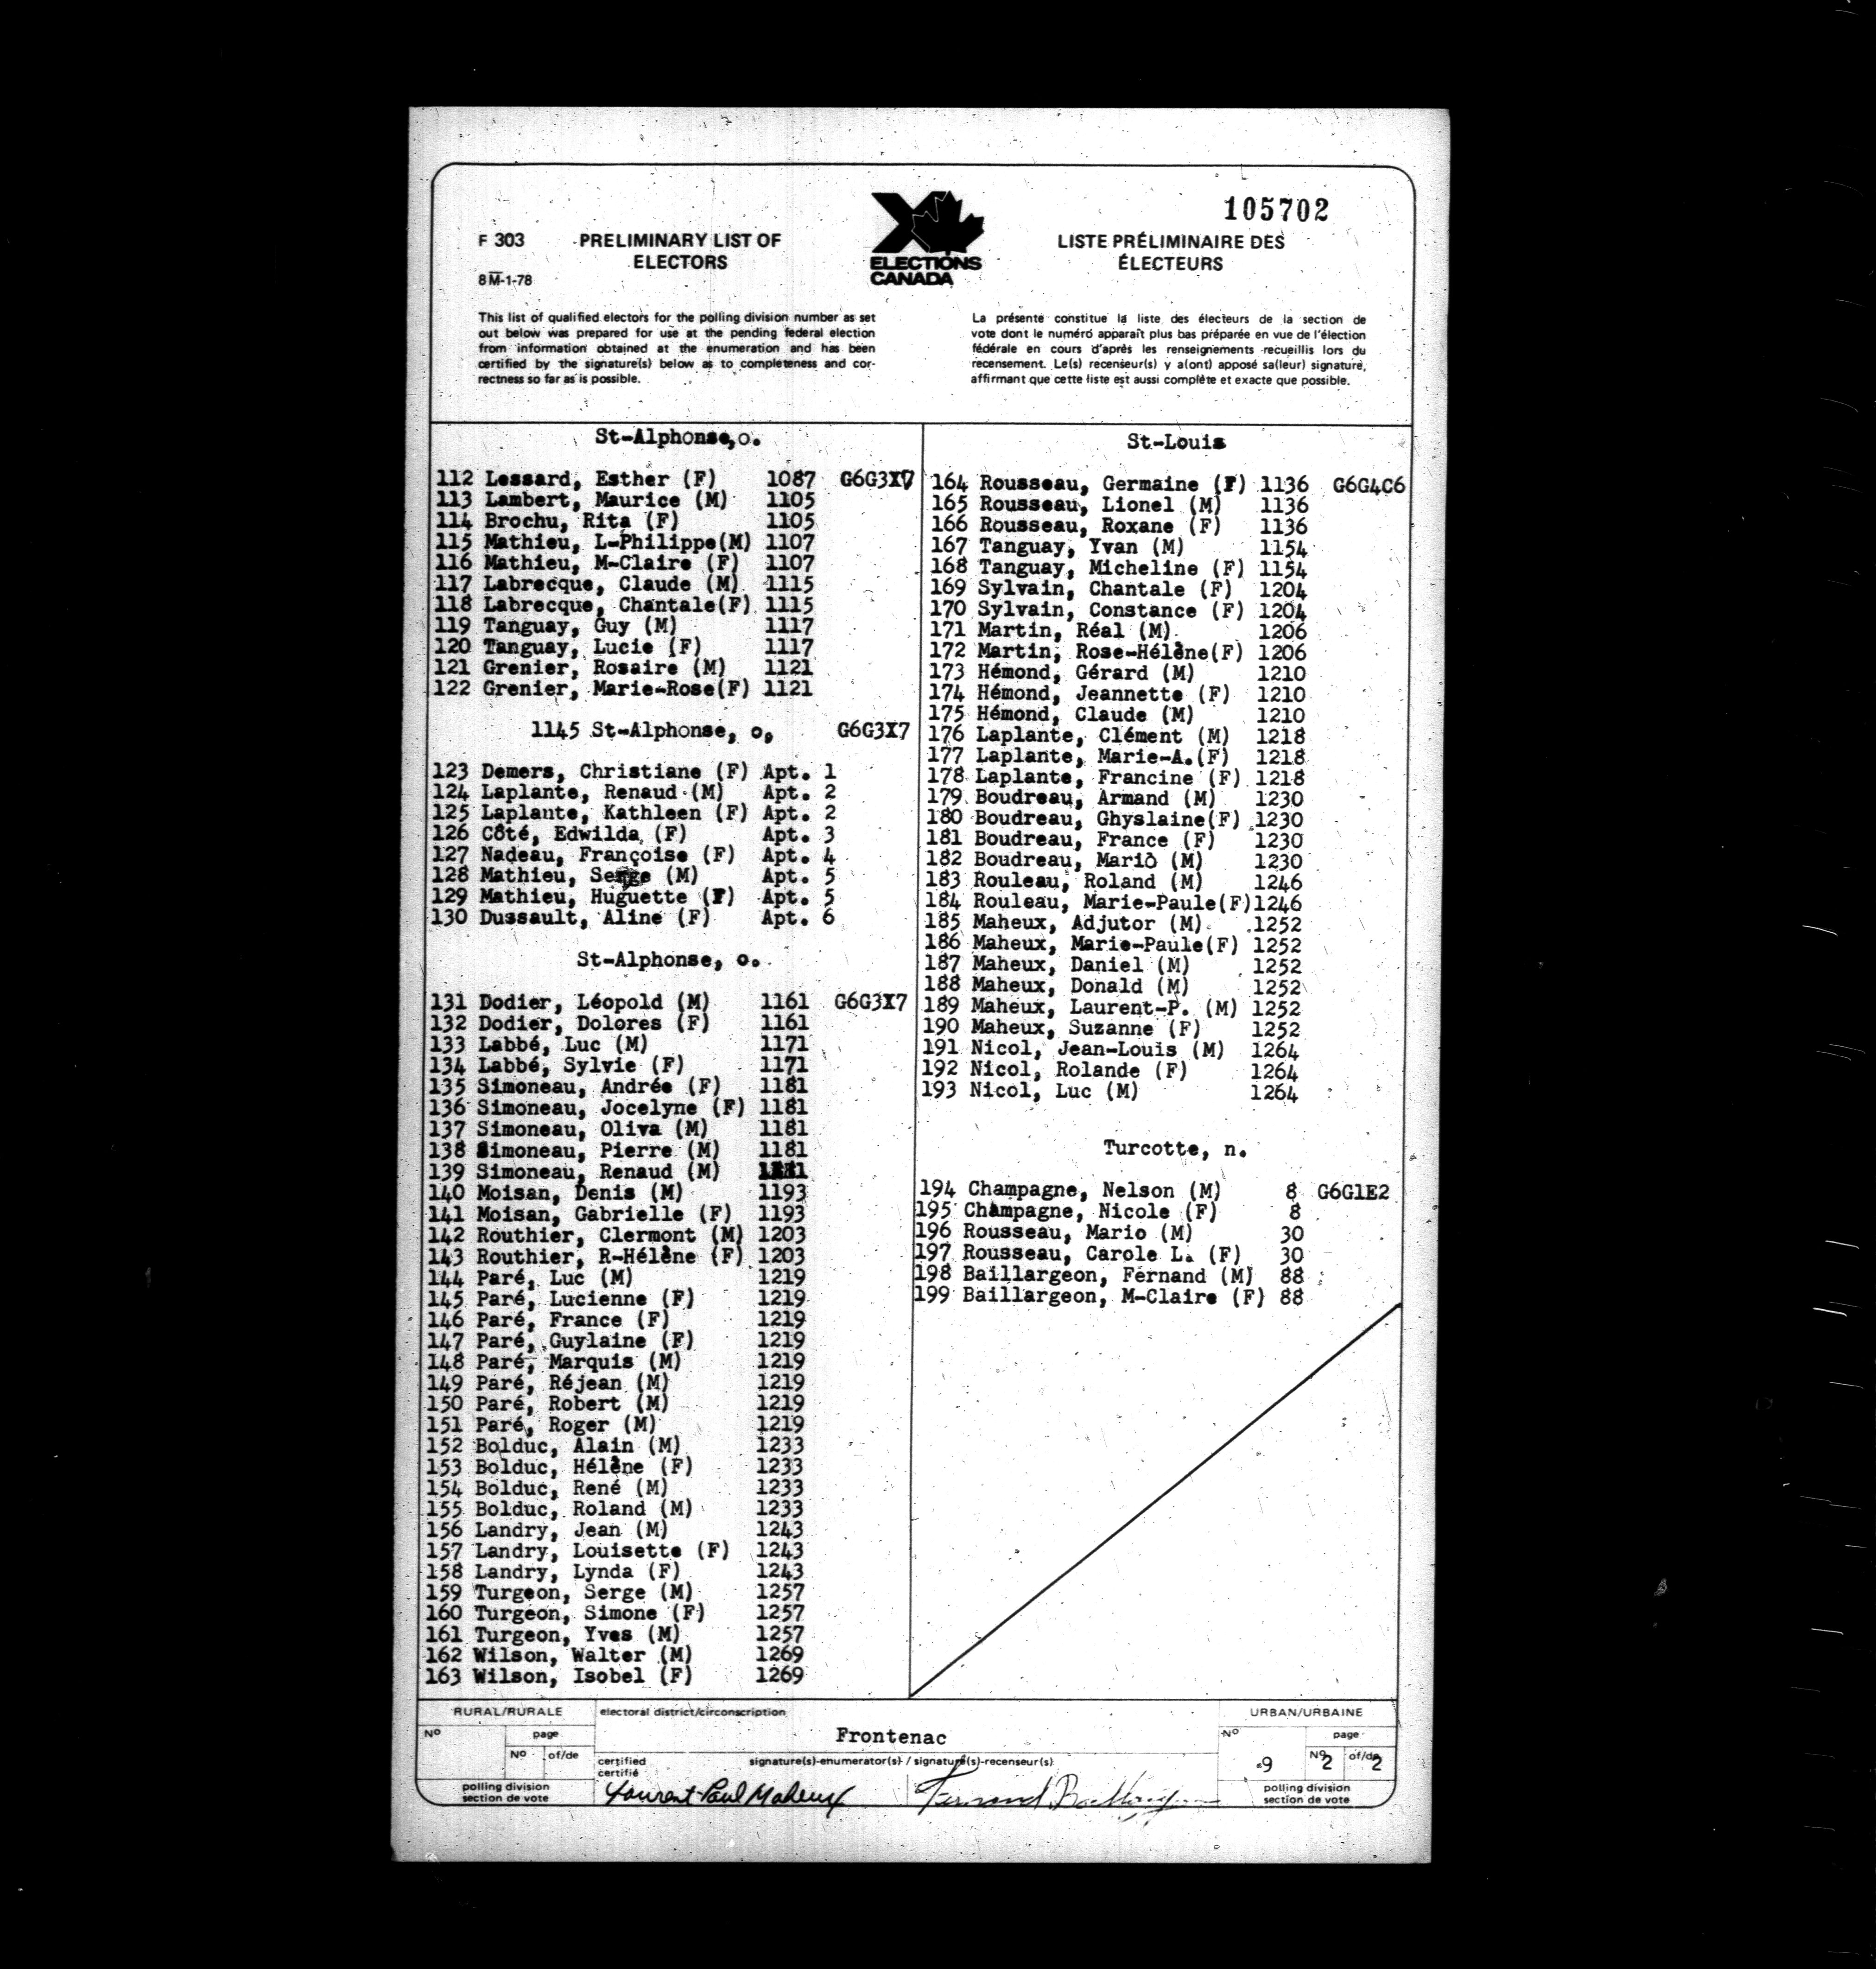 105702
F 303
PRELIMINARY LIST OF
ELECTORS
8M-1-78
ELECTIONS
CANADA
LISTE PRÉLIMINAIRE DES
ÉLECTEURS
This list of qualified electors for the polling division number as set
out below was prepared for use at the pending federal election
from information obtained at the enumeration and has been
certified by the signature(s) below as to completeness and cor-
rectness so far as is possible.
La présente constitue la liste des électeurs de la section de
vote dont le numéro apparaît plus bas préparée en vue de l'élection
fédérale en cours d'après les renseignements recueillis lors du
recensement. Le(s) recenseur(s) y a(ont) apposé sa(leur) signature,
affirmant que cette liste est aussi complète et exacte que possible.
St-Alphonse,o.
112 Lessard, Esther (F) 1087 G6G3X7
113 Lambert, Maurice (M) 1105
114 Brochu, Rita (F) 1105
115 Mathieu, L-Philippe(M) 1107
116 Mathieu, M-Claire (F) 1107
117 Labrecque, Claude (M) 1115
118 Labrecque, Chantale(F) 1115
119 Tanguay, Guy (M) 1117
120 Tanguay, Lucie (F) 1117
121 Grenier, Rosaire (M) 1121
122 Grenier, Marie-Rose(F) 1121
1145 St-Alphonse, o, G6G3X7
123 Demers, Christiane (F) Apt. 1
124 Laplante, Renaud (M) Apt. 2
125 Laplante, Kathleen (F) Apt. 2
126 Côté, Edwilda (F) Apt. 3
127 Nadeau, Françoise (F) Apt. 4
128 Mathieu, Serge (M) Apt. 5
129 Mathieu, Huguette (F) Apt. 5
130 Dussault, Aline (F) Apt. 6
St-Alphonse, o.
131 Dodier, Léopold (M) 1161 G6G3X7
132 Dodier, Dolores (F) 1161
133 Labbé, Luc (M) 1171
134 Labbé, Sylvie (F) 1171
135 Simoneau, Andrée (F) 1181
136 Simoneau, Jocelyne (F) 1181
137 Simoneau, Oliva (M) 1181
138 Simoneau, Pierre (M) 1181
139 Simoneau, Renaud (M) 1181
140 Moisan, Denis (M) 1193
141 Moisan, Gabrielle (F) 1193
142 Routhier, Clermont (M) 1203
143 Routhier, R-Hélène (F) 1203
144 Paré, Luc (M) 1219
145 Paré, Lucienne (F) 1219
146 Paré, France (F) 1219
147 Paré, Guylaine (F) 1219
148 Paré, Marquis (M) 1219
149 Paré, Réjean (M) 1219
150 Paré, Robert (M) 1219
151 Paré, Roger (M) 1219
152 Bolduc, Alain (M) 1233
153 Bolduc, Hélène (F) 1233
154 Bolduc, René (M) 1233
155 Bolduc, Roland (M) 1233
156 Landry, Jean (M) 1243
157 Landry, Louisette (F) 1243
158 Landry, Lynda (F) 1243
159 Turgeon, Serge (M) 1257
160 Turgeon, Simone (F) 1257
161 Turgeon, Yves (M) 1257
162 Wilson, Walter (M) 1269
163 Wilson, Isobel (F) 1269
St-Louis
164 Rousseau, Germaine (F) 1136 G6G4C6
165 Rousseau, Lionel (M) 1136
166 Rousseau, Roxane (F) 1136
167 Tanguay, Yvan (M) 1154
168 Tanguay, Micheline (F) 1154
169 Sylvain, Chantale (F) 1204
170 Sylvain, Constance (F) 1204
171 Martin, Réal (M) 1206
172 Martin, Rose-Hélène(F) 1206
173 Hémond, Gérard (M) 1210
174 Hémond, Jeannette (F) 1210
175 Hémond, Claude (M) 1210
176 Laplante, Clément (M) 1218
177 Laplante, Marie-A.(F) 1218
178 Laplante, Francine (F) 1218
179 Boudreau, Armand (M) 1230
180 Boudreau, Ghyslaine(F) 1230
181 Boudreau, France (F) 1230
182 Boudreau, Mario (M) 1230
183 Rouleau, Roland (M) 1246
184 Rouleau, Marie-Paule(F)1246
185 Maheux, Adjutor (M) 1252
186 Maheux, Marie-Paule(F) 1252
187 Maheux, Daniel (M) 1252
188 Maheux, Donald (M) 1252
189 Maheux, Laurent-P. (M) 1252
190 Maheux, Suzanne (F) 1252
191 Nicol, Jean-Louis (M) 1264
192 Nicol, Rolande (F) 1264
193 Nicol, Luc (M) 1264
Turcotte, n.
194 Champagne, Nelson (M) 8 G6G1E2
195 Champagne, Nicole (F) 8
196 Rousseau, Mario (M) 30
197 Rousseau, Carole L. (F) 30
198 Baillargeon, Fernand (M) 88
199 Baillargeon, M-Claire (F) 88
RURAL/RURALE
No
page
No of/de
polling division
section de vote
electoral district/circonscription
Frontenac
certified
certifié
signature(s)-enumerator(s) / signature(s)-recenseur(s)
Laurent-Paul Maheux
Fernand Baillargeon
URBAN/URBAINE
No
page
9
No 2 of/de 2
polling division
section de vote